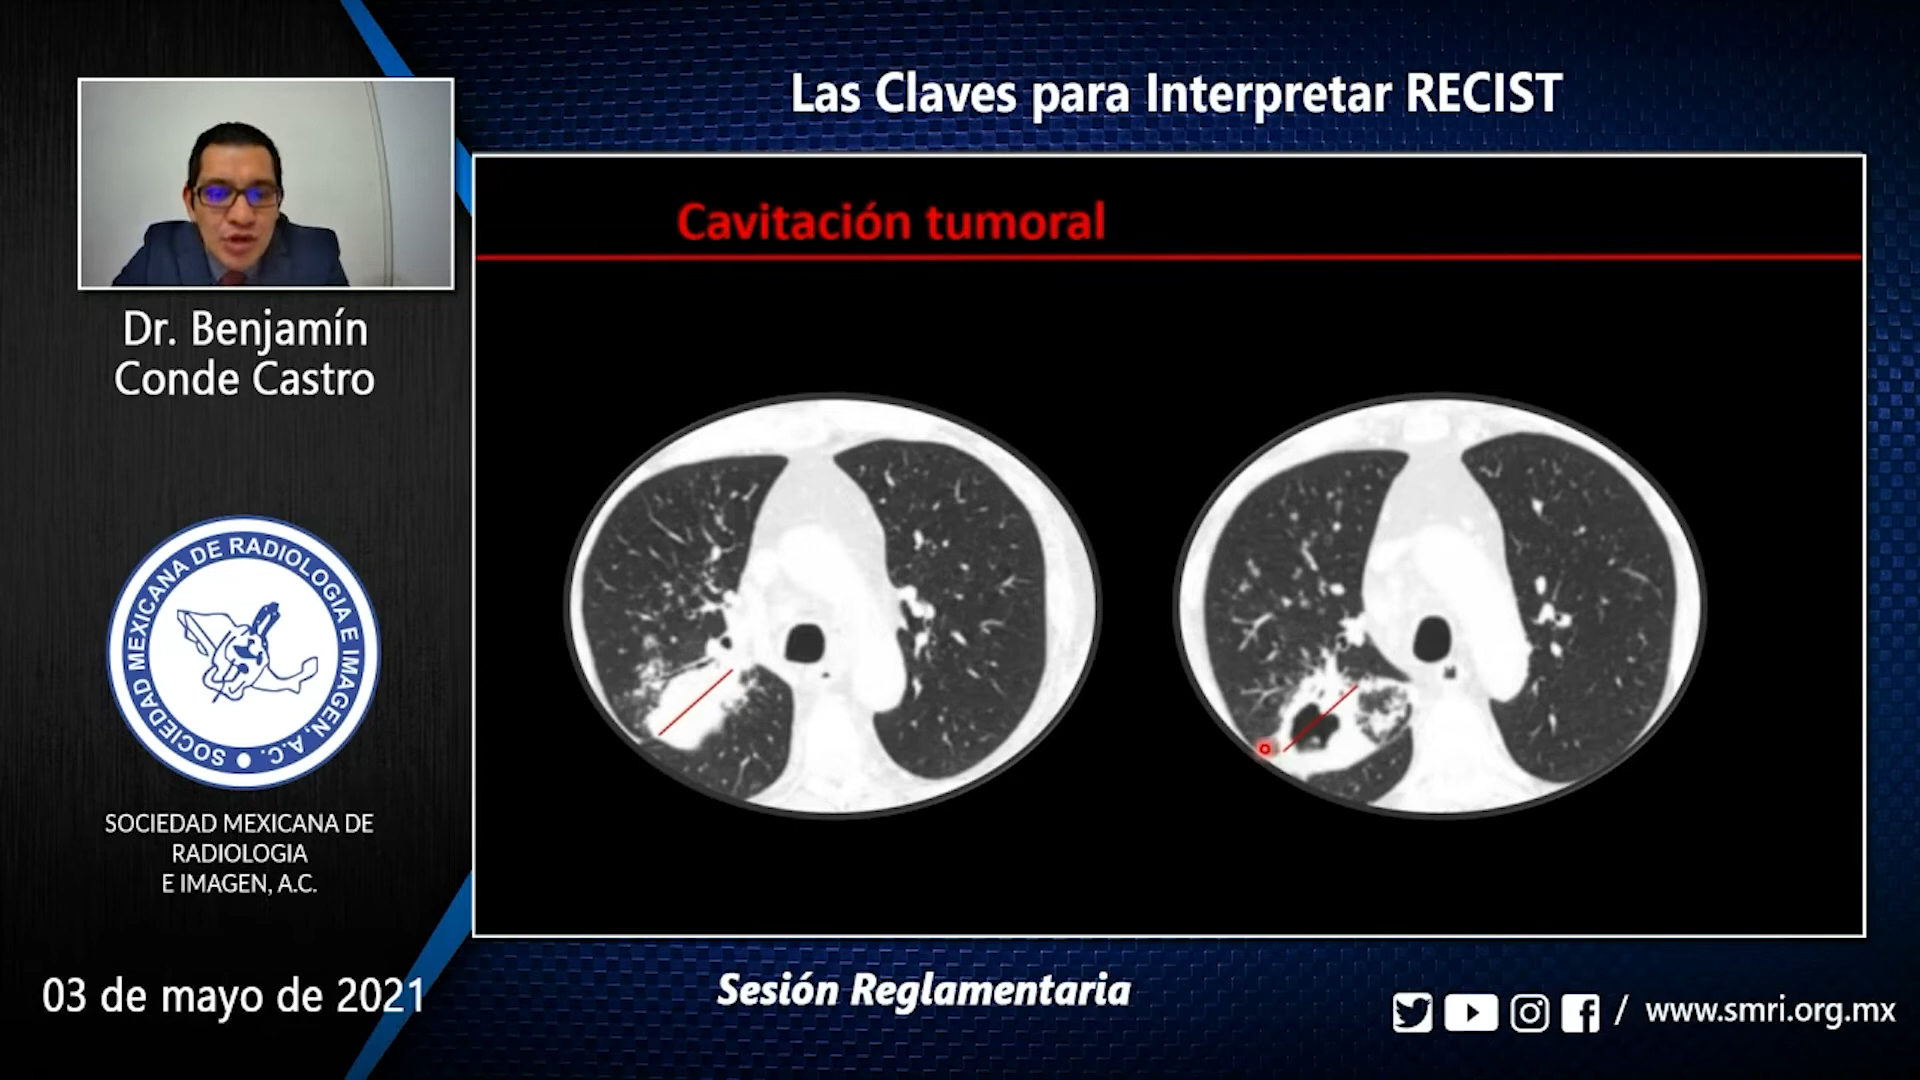 Las Claves para Interpretar RECIST
Cavitación tumoral
Dr. Benjamín
Conde Castro
SOCIEDAD MEXICANA DE RADIOLOGIA E IMAGEN, A.C.
SOCIEDAD MEXICANA DE
RADIOLOGIA
E IMAGEN, A.C.
03 de mayo de 2021
Sesión Reglamentaria
/ www.smri.org.mx